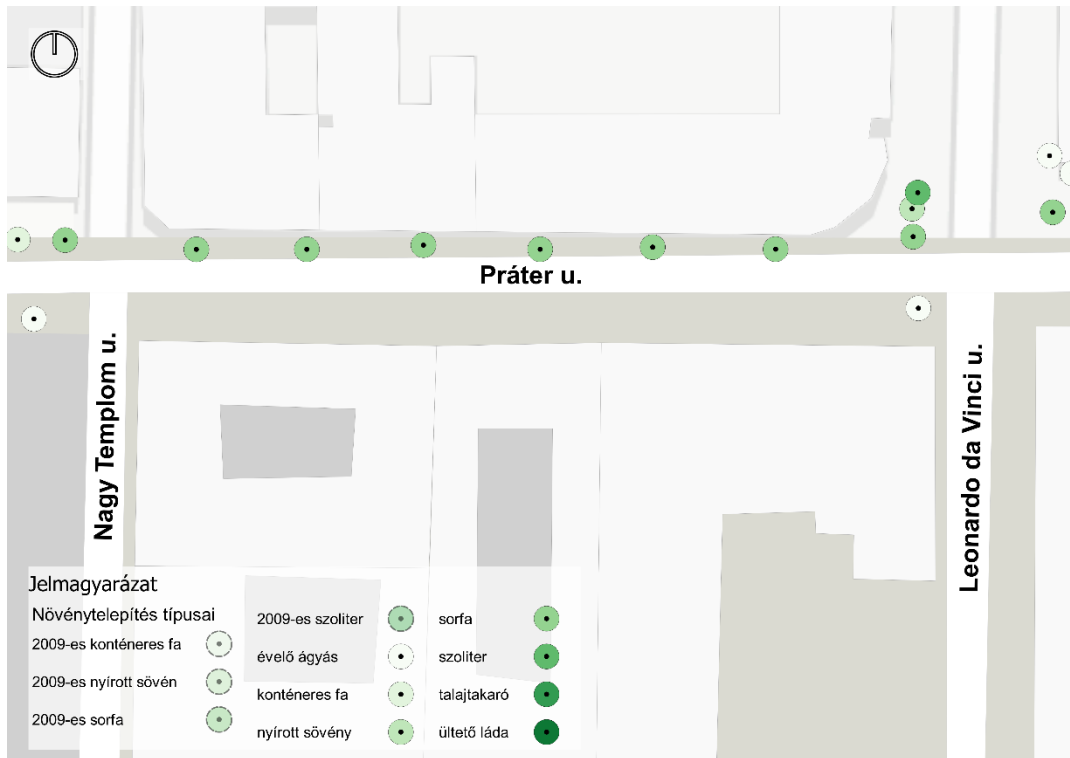 Práter u.
Nagy Templom u.
Leonardo da Vinci u.
Jelmagyarázat
Növénytelepítés típusai
2009-es konténeres fa
2009-es nyírott sövén
2009-es sorfa
2009-es szoliter
évelő ágyás
konténeres fa
nyírott sövény
sorfa
szoliter
talajtakaró
ültető láda